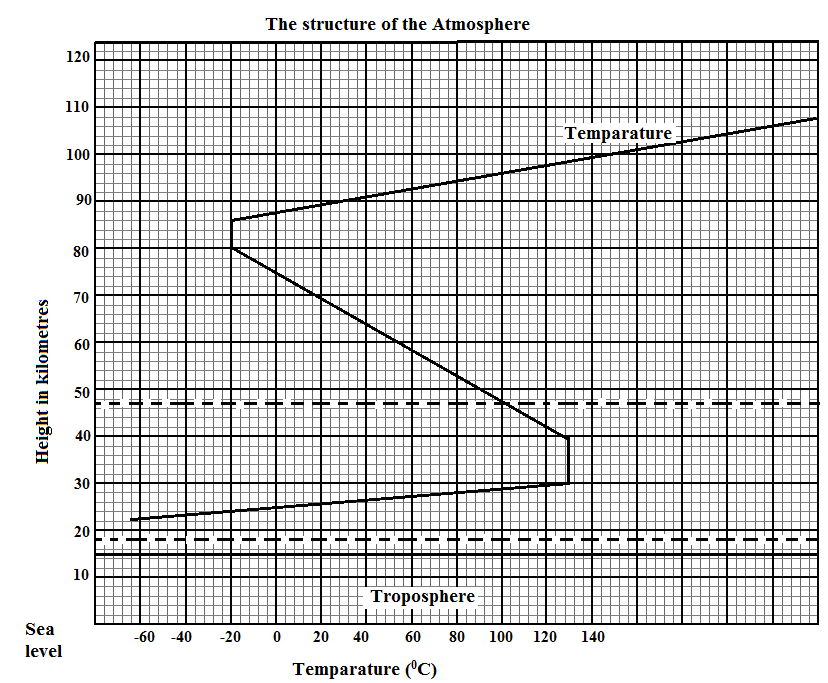 The structure of the Atmosphere
120
110
100
90
80
70
60
50
40
30
20
10
Sea
level
Height in kilometres
Temparature
Troposphere
-60 -40 -20 0 20 40 60 80 100 120 140
Temparature (⁰C)